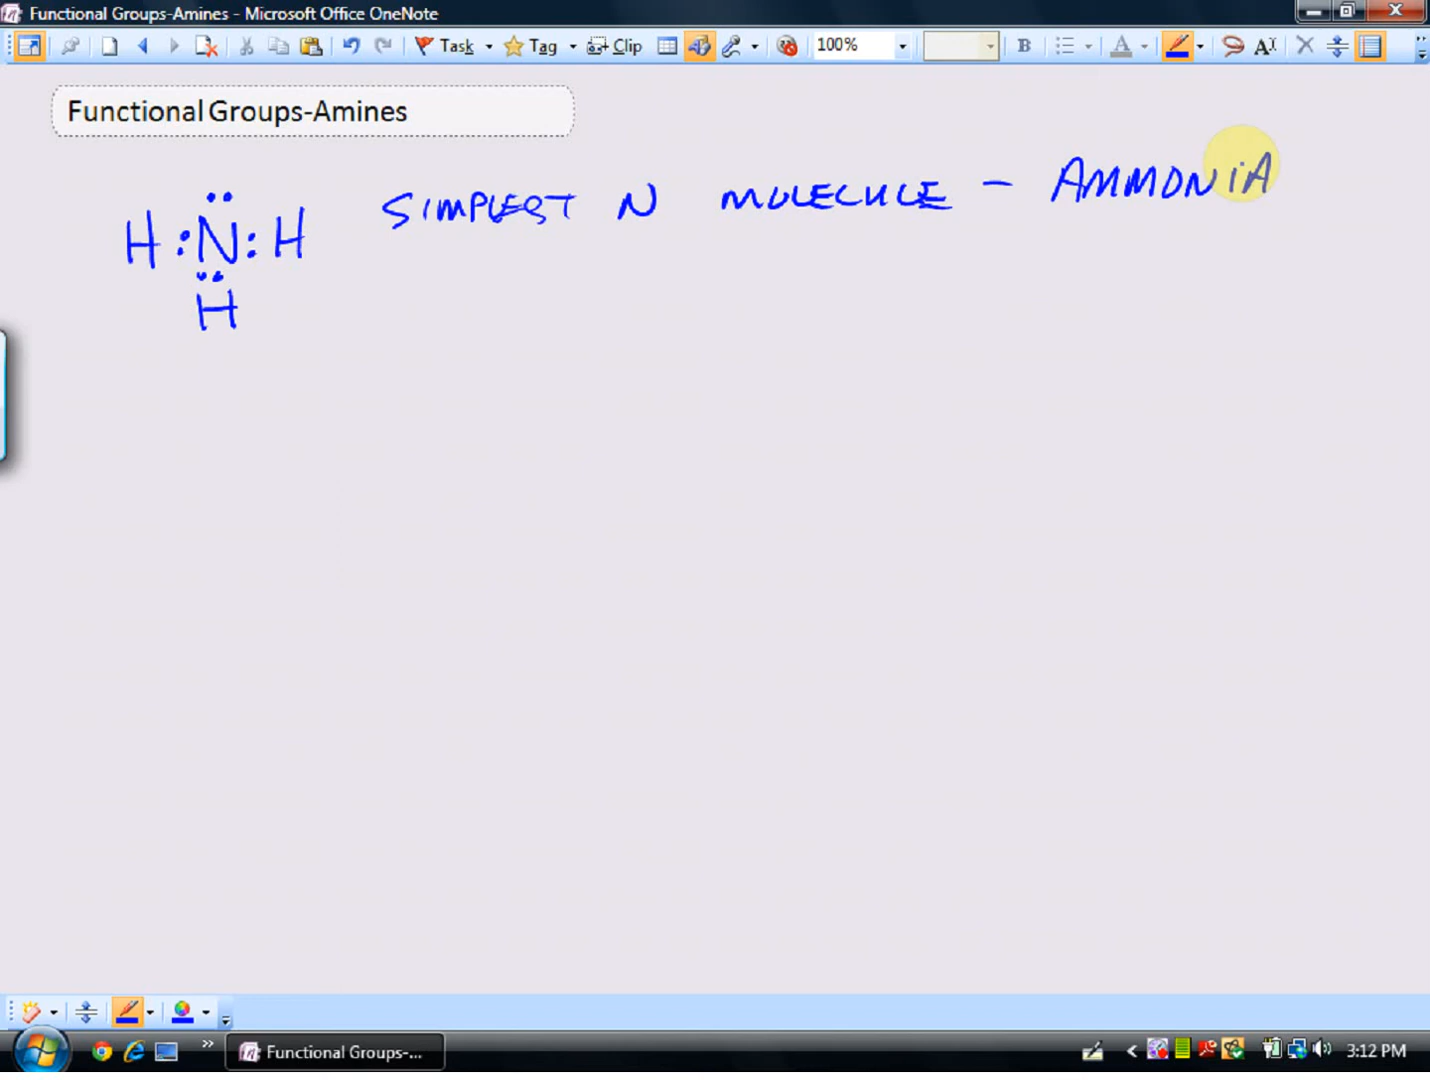 Functional Groups-Amines - Microsoft Office OneNote
Task Tag Clip 100% B A A
Functional Groups-Amines
SIMPLEST N MOLECULE - AMMONiA
H :N: H
H
Functional Groups-...
3:12 PM